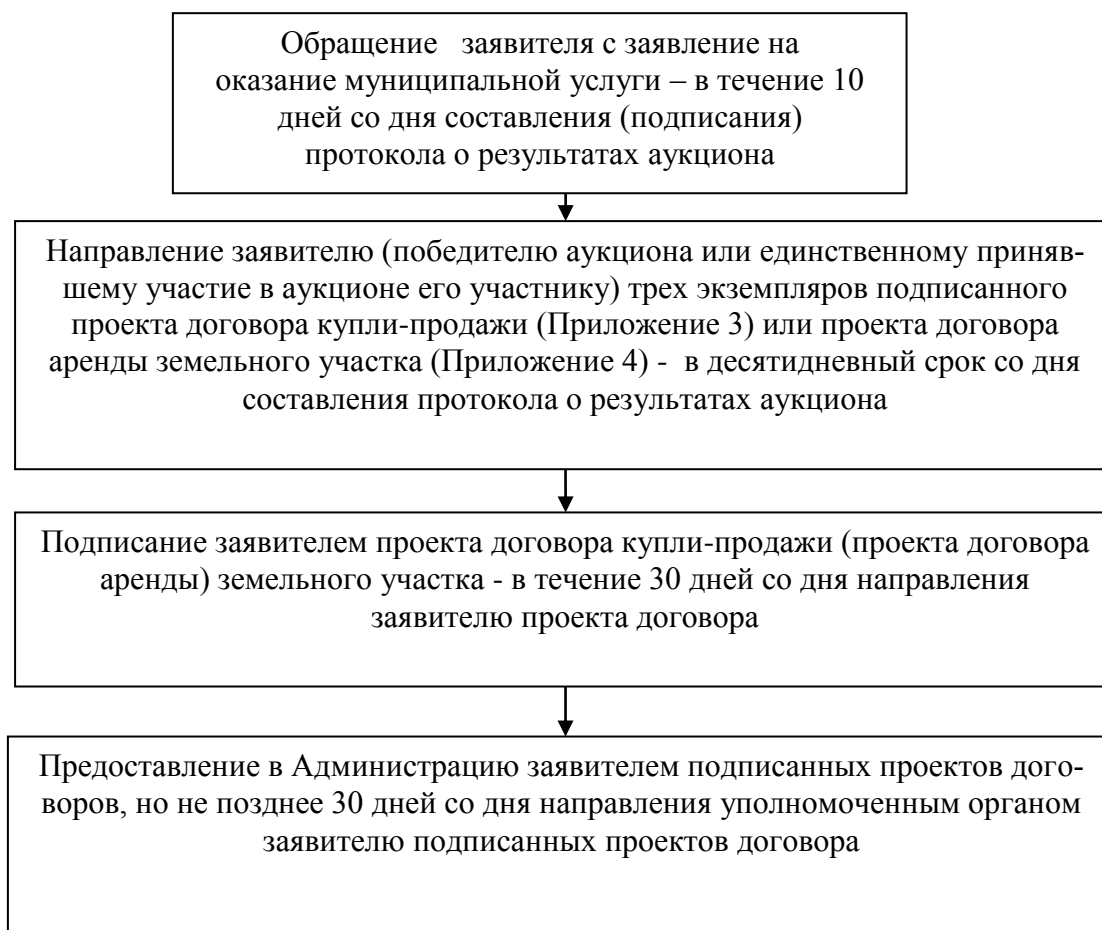 Обращение заявителя с заявление на
оказание муниципальной услуги – в течение 10
дней со дня составления (подписания)
протокола о результатах аукциона
Направление заявителю (победителю аукциона или единственному приняв-
шему участие в аукционе его участнику) трех экземпляров подписанного
проекта договора купли-продажи (Приложение 3) или проекта договора
аренды земельного участка (Приложение 4) - в десятидневный срок со дня
составления протокола о результатах аукциона
Подписание заявителем проекта договора купли-продажи (проекта договора
аренды) земельного участка - в течение 30 дней со дня направления
заявителю проекта договора
Предоставление в Администрацию заявителем подписанных проектов дого-
воров, но не позднее 30 дней со дня направления уполномоченным органом
заявителю подписанных проектов договора